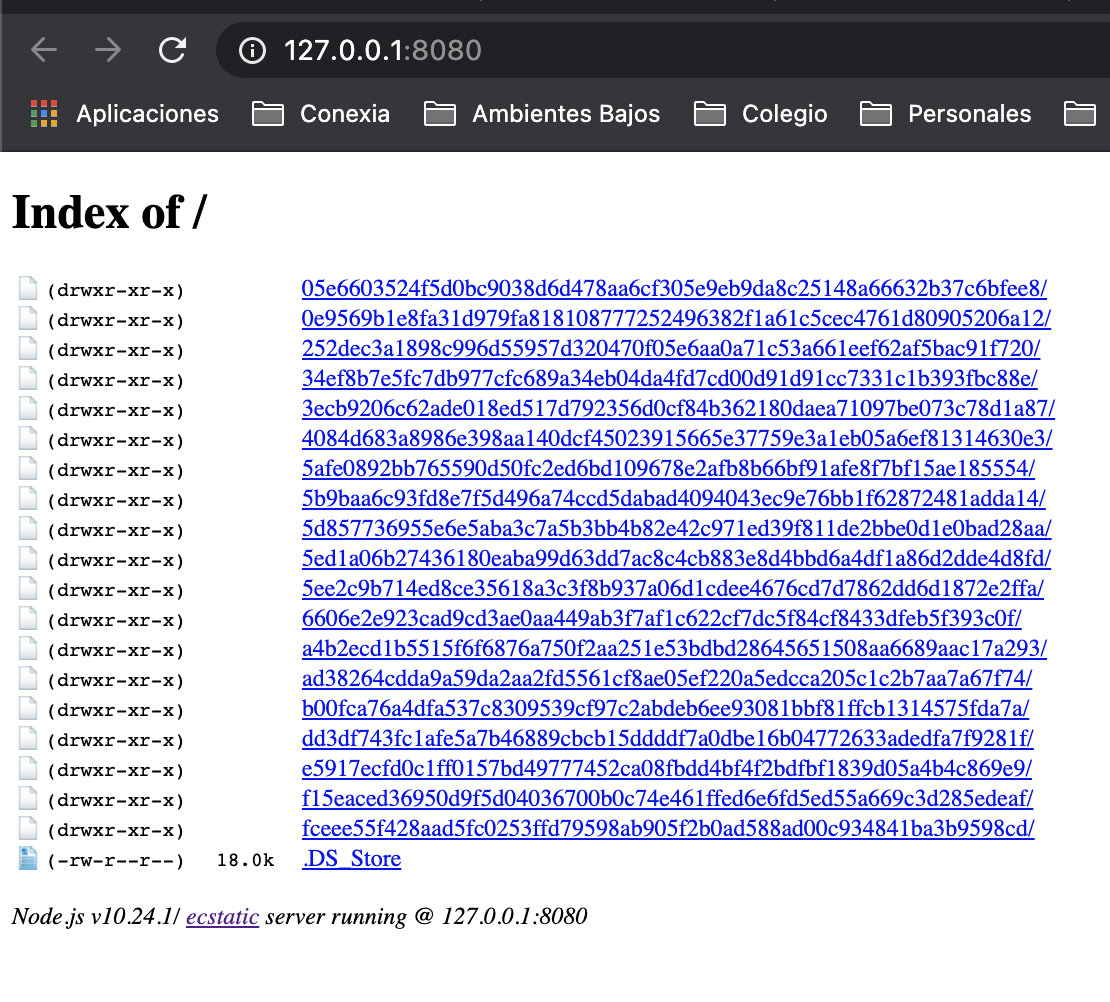 127.0.0.1:8080
Aplicaciones Conexia Ambientes Bajos Colegio Personales
Index of /
(drwxr-xr-x) 05e6603524f5d0bc9038d6d478aa6cf305e9eb9da8c25148a66632b37c6bfee8/
(drwxr-xr-x) 0e9569b1e8fa31d979fa818108777252496382f1a61c5cec4761d80905206a12/
(drwxr-xr-x) 252dec3a1898c996d55957d320470f05e6aa0a71c53a661eef62af5bac91f720/
(drwxr-xr-x) 34ef8b7e5fc7db977cfc689a34eb04da4fd7cd00d91d91cc7331c1b393fbc88e/
(drwxr-xr-x) 3ecb9206c62ade018ed517d792356d0cf84b362180daea71097be073c78d1a87/
(drwxr-xr-x) 4084d683a8986e398aa140dcf45023915665e37759e3a1eb05a6ef81314630e3/
(drwxr-xr-x) 5afe0892bb765590d50fc2ed6bd109678e2afb8b66bf91afe8f7bf15ae185554/
(drwxr-xr-x) 5b9baa6c93fd8e7f5d496a74ccd5dabad4094043ec9e76bb1f62872481adda14/
(drwxr-xr-x) 5d857736955e6e5aba3c7a5b3bb4b82e42c971ed39f811de2bbe0d1e0bad28aa/
(drwxr-xr-x) 5ed1a06b27436180eaba99d63dd7ac8c4cb883e8d4bbd6a4df1a86d2dde4d8fd/
(drwxr-xr-x) 5ee2c9b714ed8ce35618a3c3f8b937a06d1cdee4676cd7d7862dd6d1872e2ffa/
(drwxr-xr-x) 6606e2e923cad9cd3ae0aa449ab3f7af1c622cf7dc5f84cf8433dfeb5f393c0f/
(drwxr-xr-x) a4b2ecd1b5515f6f6876a750f2aa251e53bdbd28645651508aa6689aac17a293/
(drwxr-xr-x) ad38264cdda9a59da2aa2fd5561cf8ae05ef220a5edcca205c1c2b7aa7a67f74/
(drwxr-xr-x) b00fca76a4dfa537c8309539cf97c2abdeb6ee93081bbf81ffcb1314575fda7a/
(drwxr-xr-x) dd3df743fc1afe5a7b46889cbcb15ddddf7a0dbe16b04772633adedfa7f9281f/
(drwxr-xr-x) e5917ecfd0c1ff0157bd49777452ca08fbdd4bf4f2bdfbf1839d05a4b4c869e9/
(drwxr-xr-x) f15eaced36950d9f5d04036700b0c74e461ffed6e6fd5ed55a669c3d285edeaf/
(drwxr-xr-x) fceee55f428aad5fc0253ffd79598ab905f2b0ad588ad00c934841ba3b9598cd/
(-rw-r--r--) 18.0k .DS_Store
Node.js v10.24.1/ ecstatic server running @ 127.0.0.1:8080